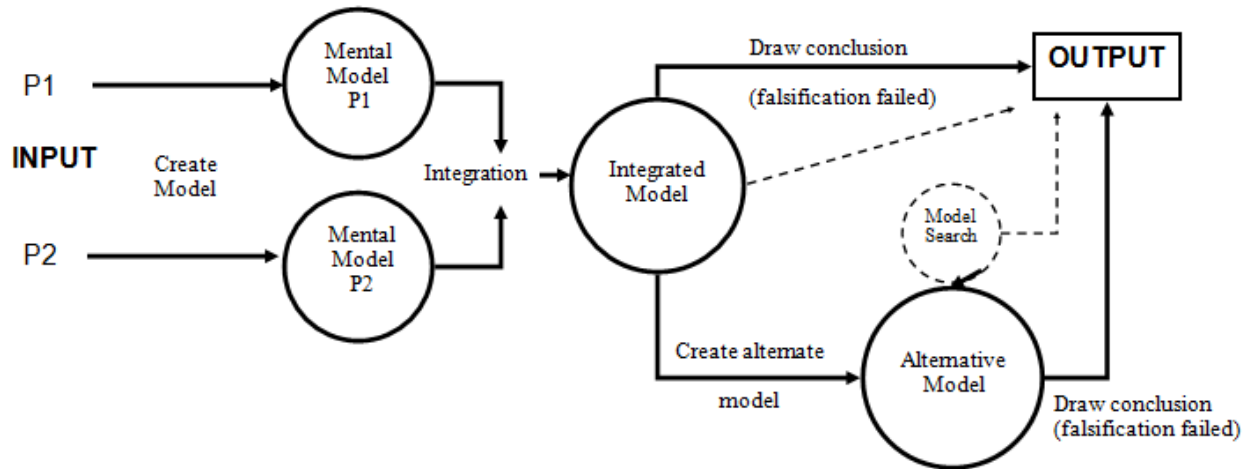 P1
INPUT
P2
Create
Model
Mental
Model
P1
Mental
Model
P2
Integration
Integrated
Model
Draw conclusion
(falsification failed)
OUTPUT
Model
Search
Create alternate
model
Alternative
Model
Draw conclusion
(falsification failed)